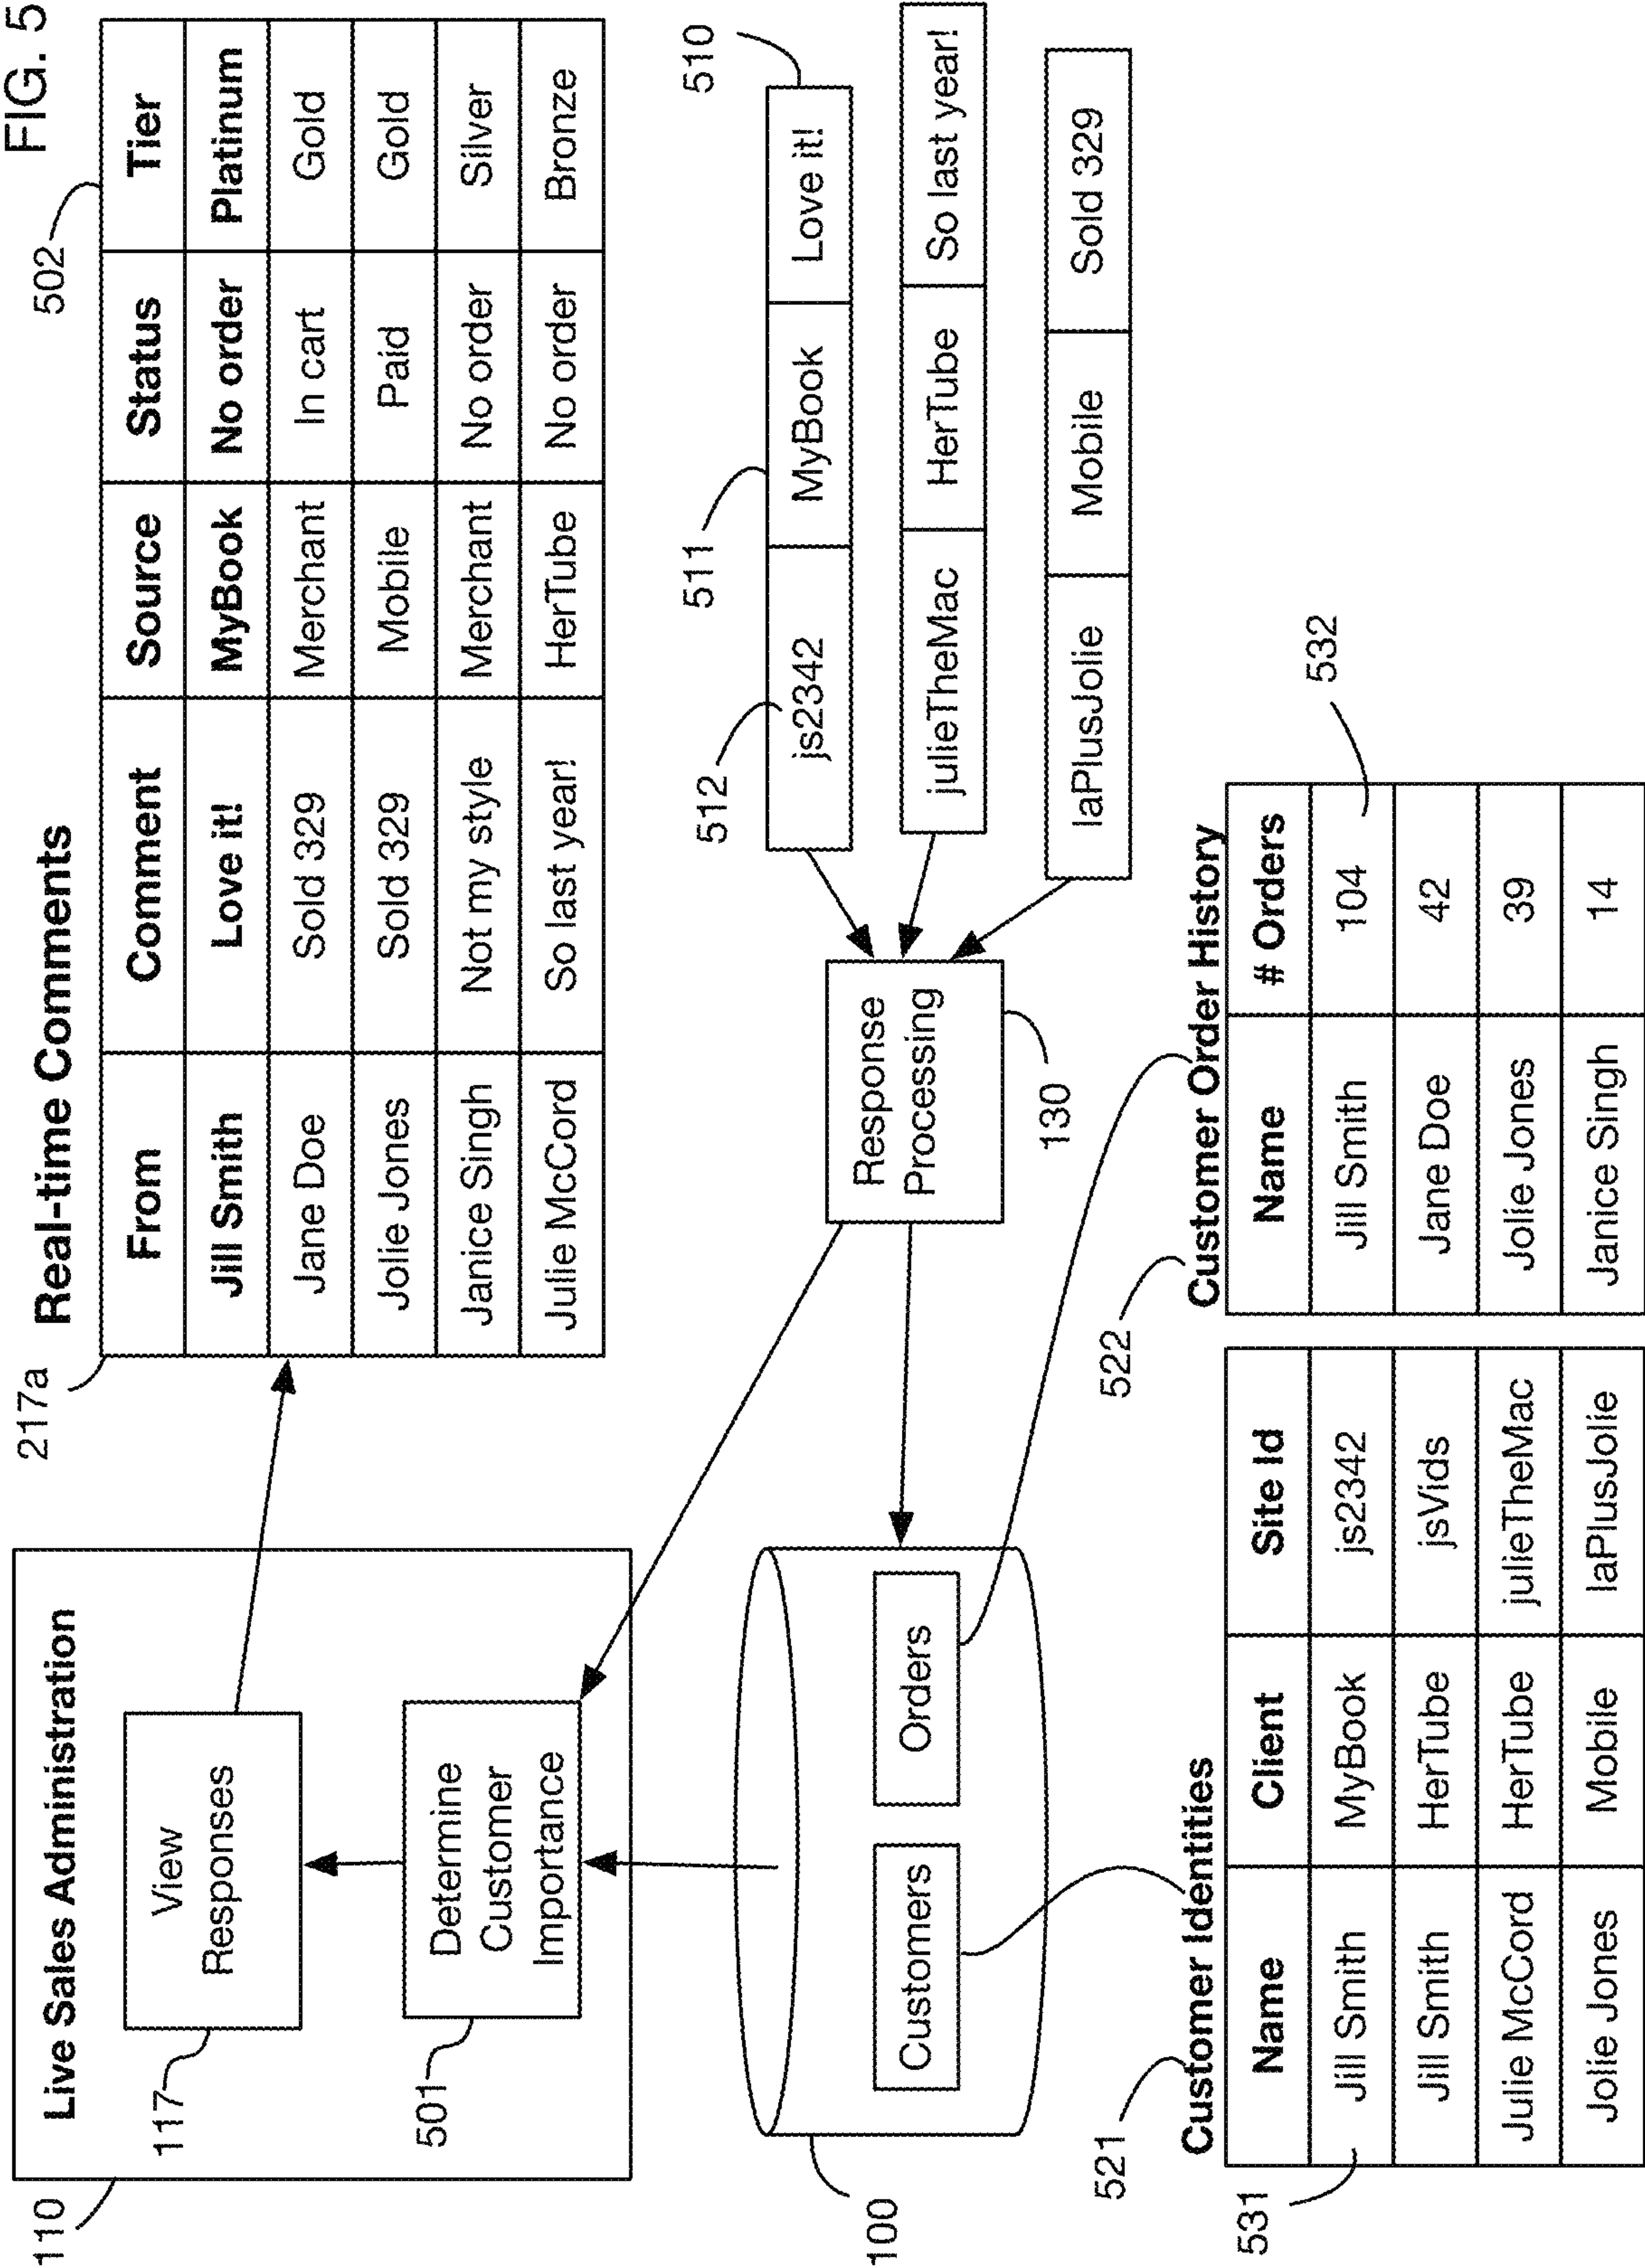 FIG. 5
110
Live Sales Administration
117
View
Responses
501
Determine
Customer
Importance
217a
Real-time Comments
502
From Comment Source Status Tier
Jill Smith Love it! MyBook No order Platinum
Jane Doe Sold 329 Merchant In cart Gold
Jolie Jones Sold 329 Mobile Paid Gold
Janice Singh Not my style Merchant No order Silver
Julie McCord So last year! HerTube No order Bronze
100
Customers
Orders
Response
Processing
130
512
511
510
js2342 MyBook Love it!
julieTheMac HerTube So last year!
laPlusJolie Mobile Sold 329
521
Customer Identities
Name Client Site Id
Jill Smith MyBook js2342
Jill Smith HerTube jsVids
Julie McCord HerTube julieTheMac
Jolie Jones Mobile laPlusJolie
531
522
Customer Order History
Name # Orders
Jill Smith 104
Jane Doe 42
Jolie Jones 39
Janice Singh 14
532